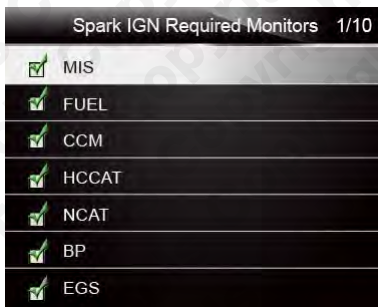 Spark IGN Required Monitors 1/10
MIS
FUEL
CCM
HCCAT
NCAT
BP
EGS